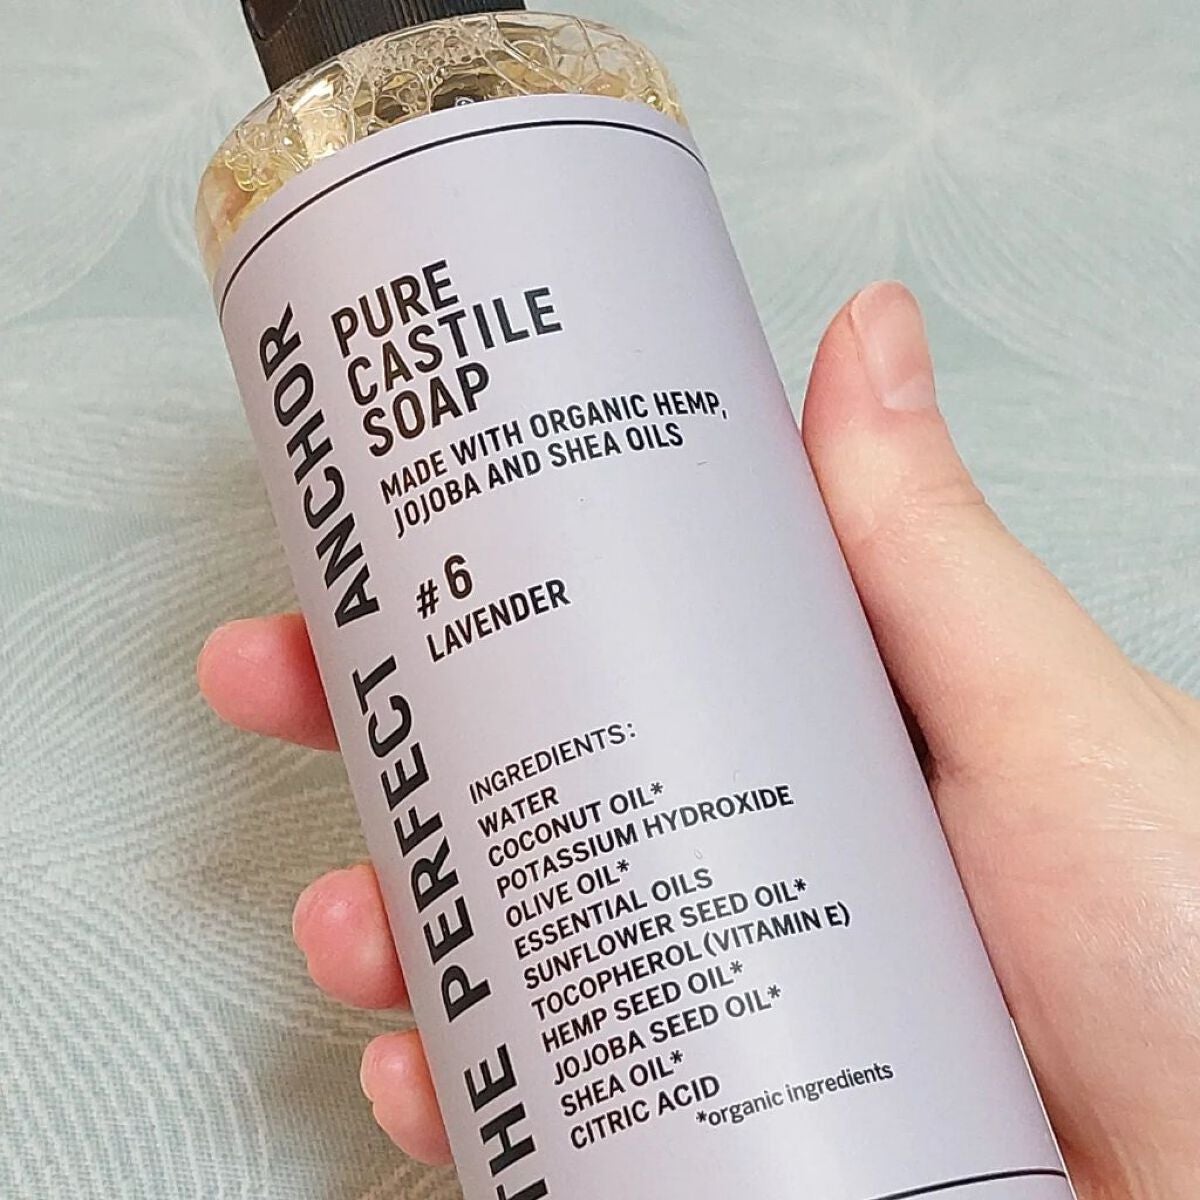 THE PERFECT ANCHOR
PURE
CASTILE
SOAP
MADE WITH ORGANIC HEMP,
JOJOBA AND SHEA OILS
#6
LAVENDER
INGREDIENTS:
WATER
COCONUT OIL*
POTASSIUM HYDROXIDE
OLIVE OIL*
ESSENTIAL OILS
SUNFLOWER SEED OIL*
TOCOPHEROL (VITAMIN E)
HEMP SEED OIL*
JOJOBA SEED OIL*
SHEA OIL*
CITRIC ACID
*organic ingredients